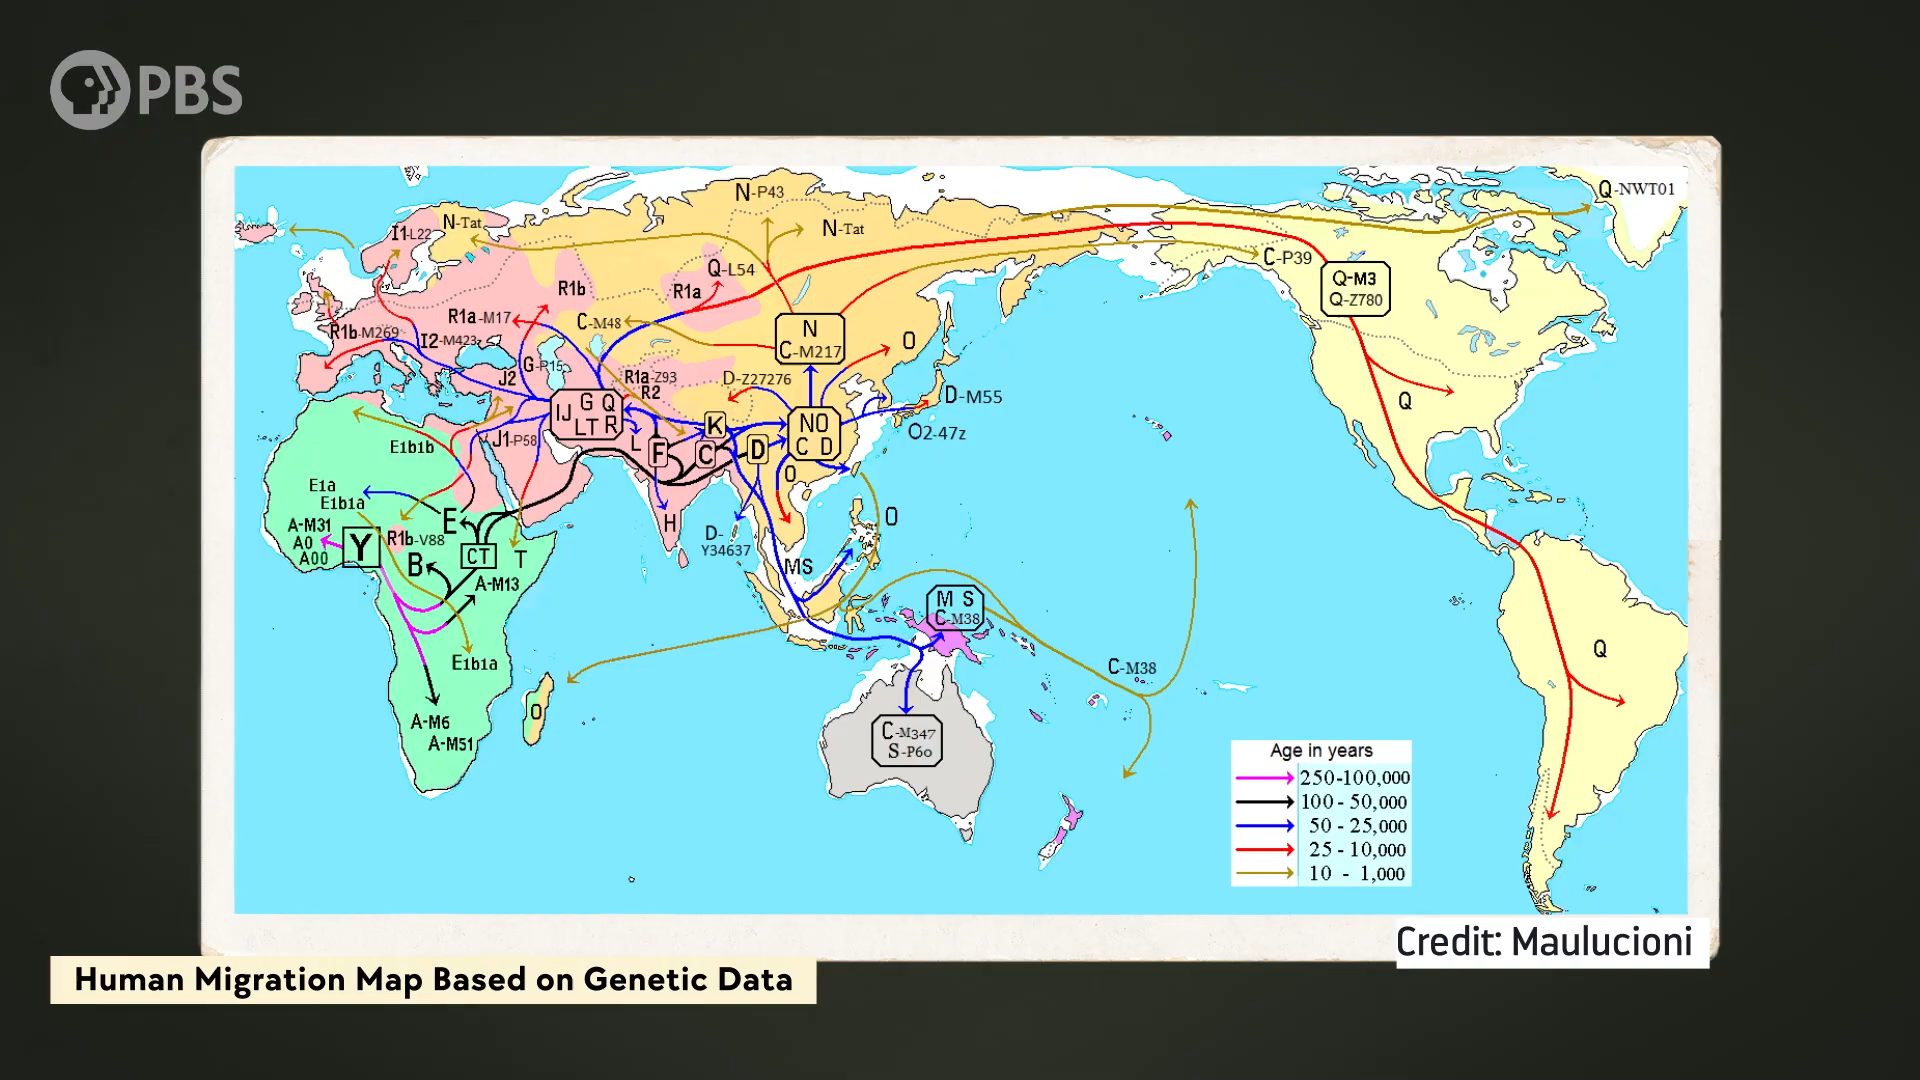 PBS
Q-NWT01
N-P43
I1-L22
N-Tat
N-Tat
C-P39
Q-L54
Q-M3
Q-Z780
R1b
R1a
R1a-M17
C-M48
N
C-M217
R1b-M269
I2-M423
O
G-P15
J2
R1a-Z93
R2
D-Z27276
D-M55
Q
G Q
IJ
LT R
K
NO
C D
O2-47z
J1-P58
E1b1b
L
F
C
D
O
E1a
E1b1a
H
O
A-M31
A0
A00
Y
E
R1b-V88
CT
T
D-
Y34637
B
A-M13
MS
M S
C-M38
E1b1a
Q
C-M38
O
A-M6
A-M51
C-M347
S-P60
Age in years
250-100,000
100 - 50,000
50 - 25,000
25 - 10,000
10 - 1,000
Credit: Maulucioni
Human Migration Map Based on Genetic Data